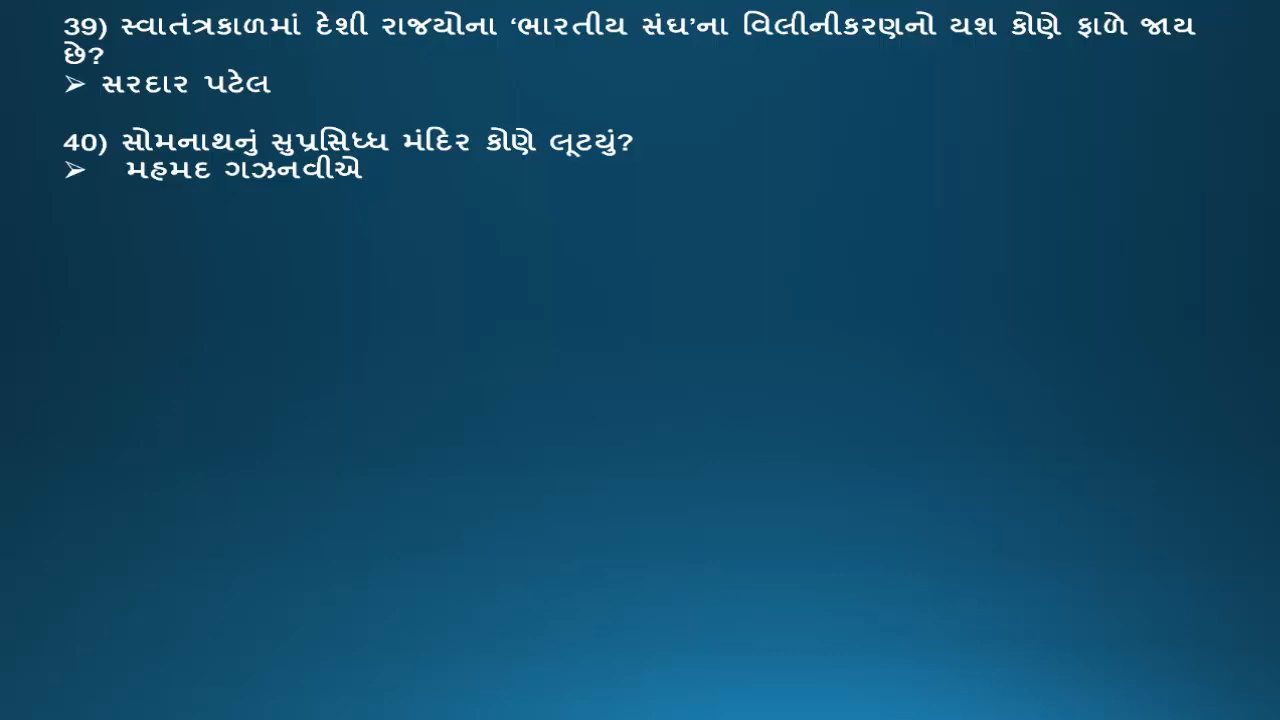 39) સ્વાતંત્રકાળમાં દેશી રાજયોના ‘ભારતીય સંઘ’ના વિલીનીકરણનો યશ કોણે ફાળે જાય
છે?
➢ સરદાર પટેલ
40) સોમનાથનું સુપ્રસિધ્ધ મંદિર કોણે લૂટયું?
➢ મહમદ ગઝનવીએ